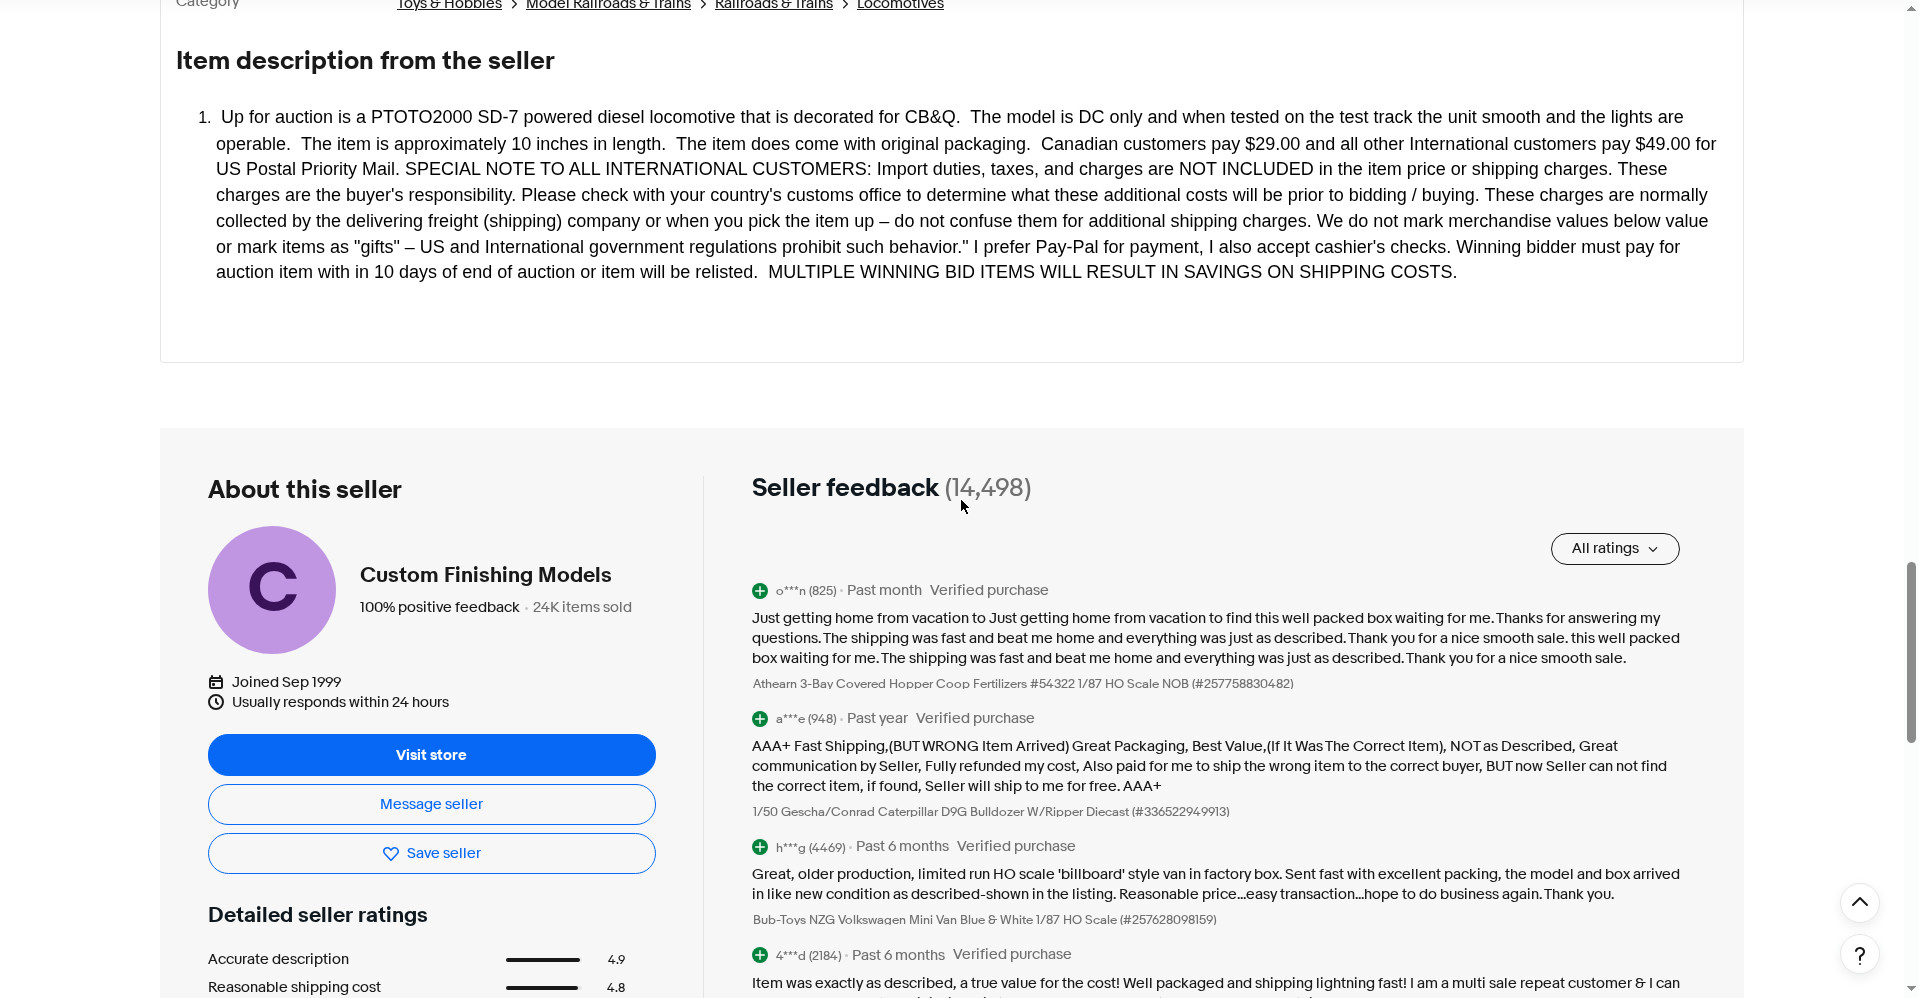 Category Toys & Hobbies > Model Railroads & Trains > Railroads & Trains > Locomotives
Item description from the seller
1. Up for auction is a PTOTO2000 SD-7 powered diesel locomotive that is decorated for CB&Q. The model is DC only and when tested on the test track the unit smooth and the lights are
operable. The item is approximately 10 inches in length. The item does come with original packaging. Canadian customers pay $29.00 and all other International customers pay $49.00 for
US Postal Priority Mail. SPECIAL NOTE TO ALL INTERNATIONAL CUSTOMERS: Import duties, taxes, and charges are NOT INCLUDED in the item price or shipping charges. These
charges are the buyer's responsibility. Please check with your country's customs office to determine what these additional costs will be prior to bidding / buying. These charges are normally
collected by the delivering freight (shipping) company or when you pick the item up – do not confuse them for additional shipping charges. We do not mark merchandise values below value
or mark items as "gifts" – US and International government regulations prohibit such behavior." I prefer Pay-Pal for payment, I also accept cashier's checks. Winning bidder must pay for
auction item with in 10 days of end of auction or item will be relisted. MULTIPLE WINNING BID ITEMS WILL RESULT IN SAVINGS ON SHIPPING COSTS.
About this seller
C
Custom Finishing Models
100% positive feedback • 24K items sold
Joined Sep 1999
Usually responds within 24 hours
Visit store
Message seller
Save seller
Detailed seller ratings
Accurate description 4.9
Reasonable shipping cost 4.8
Seller feedback (14,498)
All ratings
o***n (825) • Past month Verified purchase
Just getting home from vacation to Just getting home from vacation to find this well packed box waiting for me. Thanks for answering my
questions. The shipping was fast and beat me home and everything was just as described. Thank you for a nice smooth sale. this well packed
box waiting for me. The shipping was fast and beat me home and everything was just as described. Thank you for a nice smooth sale.
Athearn 3-Bay Covered Hopper Coop Fertilizers #54322 1/87 HO Scale NOB (#257758830482)
a***e (948) • Past year Verified purchase
AAA+ Fast Shipping,(BUT WRONG Item Arrived) Great Packaging, Best Value,(If It Was The Correct Item), NOT as Described, Great
communication by Seller, Fully refunded my cost, Also paid for me to ship the wrong item to the correct buyer, BUT now Seller can not find
the correct item, if found, Seller will ship to me for free. AAA+
1/50 Gescha/Conrad Caterpillar D9G Bulldozer W/Ripper Diecast (#336522949913)
h***g (4469) • Past 6 months Verified purchase
Great, older production, limited run HO scale 'billboard' style van in factory box. Sent fast with excellent packing, the model and box arrived
in like new condition as described-shown in the listing. Reasonable price...easy transaction...hope to do business again. Thank you.
Bub-Toys NZG Volkswagen Mini Van Blue & White 1/87 HO Scale (#257628098159)
4***d (2184) • Past 6 months Verified purchase
Item was exactly as described, a true value for the cost! Well packaged and shipping lightning fast! I am a multi sale repeat customer & I can
?